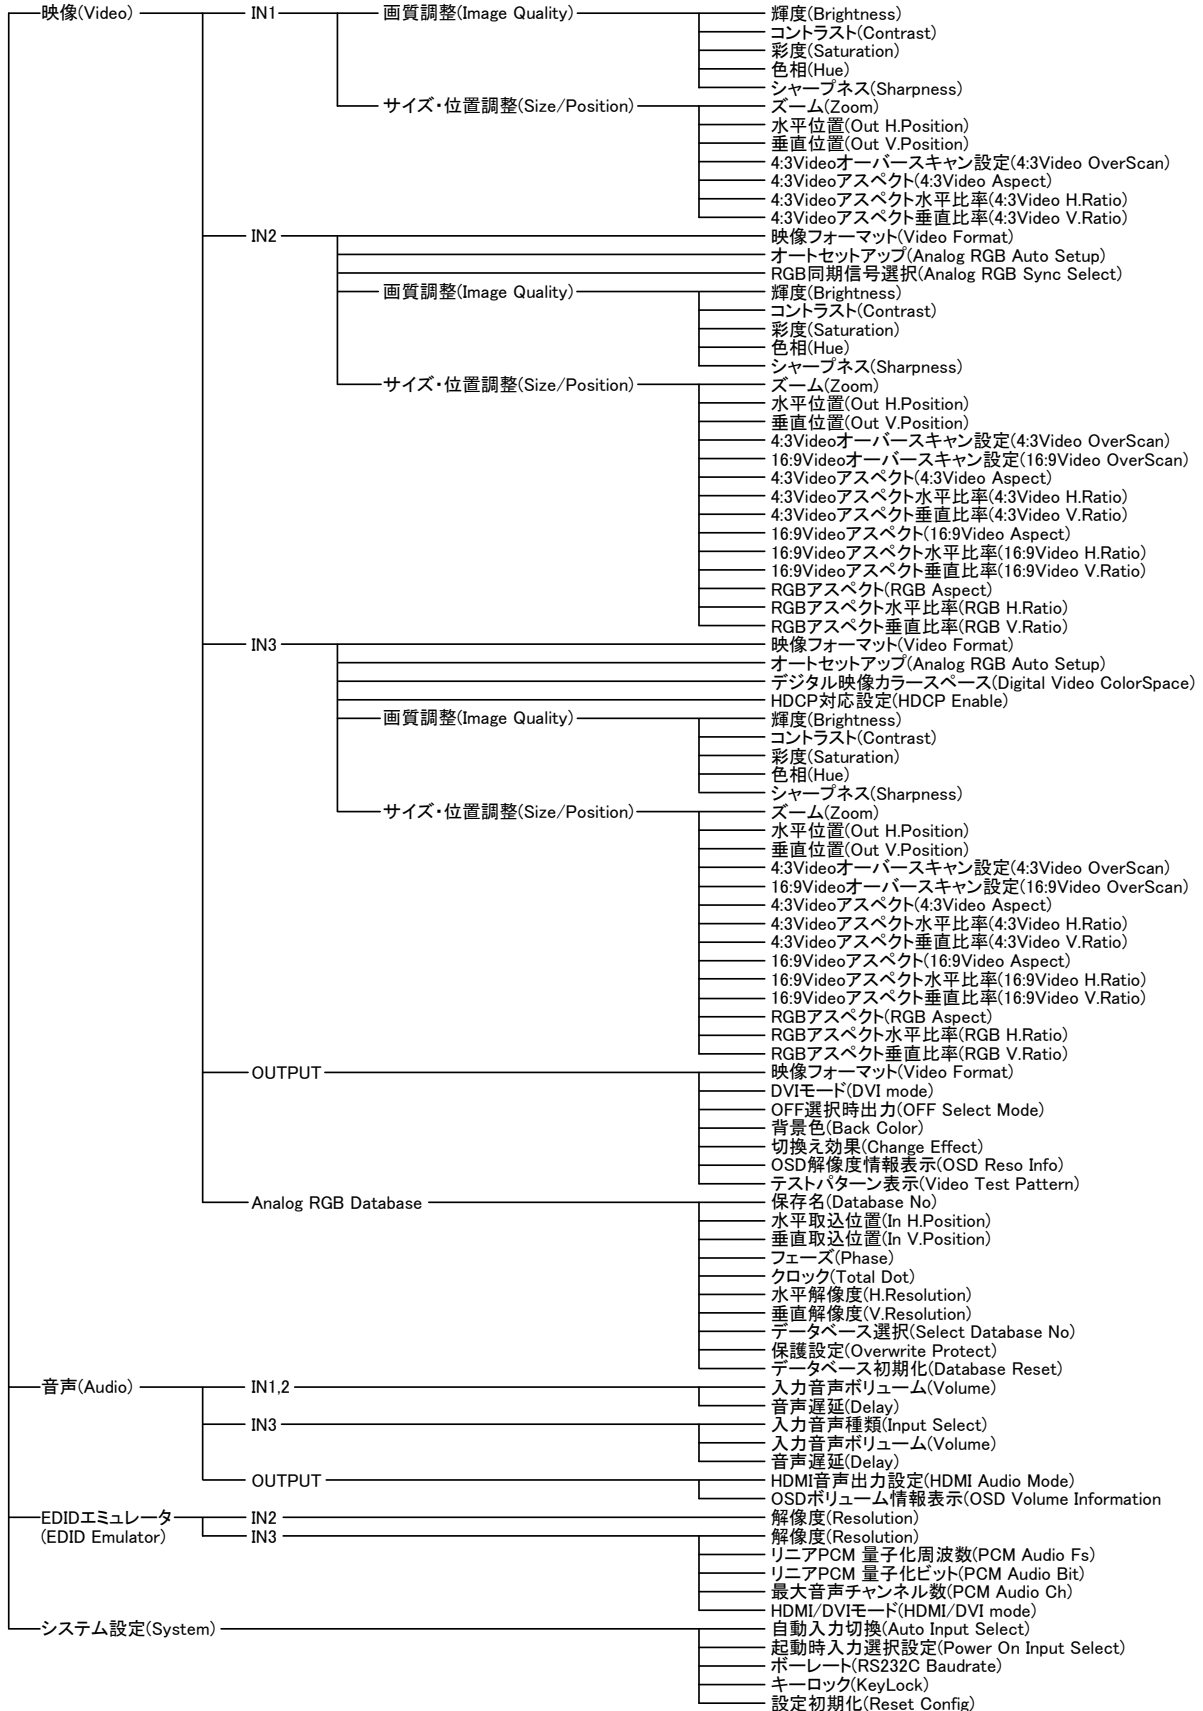 映像(Video)
IN1
画質調整(Image Quality)
輝度(Brightness)
コントラスト(Contrast)
彩度(Saturation)
色相(Hue)
シャープネス(Sharpness)
サイズ・位置調整(Size/Position)
ズーム(Zoom)
水平位置(Out H.Position)
垂直位置(Out V.Position)
4:3Videoオーバースキャン設定(4:3Video OverScan)
4:3Videoアスペクト(4:3Video Aspect)
4:3Videoアスペクト水平比率(4:3Video H.Ratio)
4:3Videoアスペクト垂直比率(4:3Video V.Ratio)
IN2
映像フォーマット(Video Format)
オートセットアップ(Analog RGB Auto Setup)
RGB同期信号選択(Analog RGB Sync Select)
画質調整(Image Quality)
輝度(Brightness)
コントラスト(Contrast)
彩度(Saturation)
色相(Hue)
シャープネス(Sharpness)
サイズ・位置調整(Size/Position)
ズーム(Zoom)
水平位置(Out H.Position)
垂直位置(Out V.Position)
4:3Videoオーバースキャン設定(4:3Video OverScan)
16:9Videoオーバースキャン設定(16:9Video OverScan)
4:3Videoアスペクト(4:3Video Aspect)
4:3Videoアスペクト水平比率(4:3Video H.Ratio)
4:3Videoアスペクト垂直比率(4:3Video V.Ratio)
16:9Videoアスペクト(16:9Video Aspect)
16:9Videoアスペクト水平比率(16:9Video H.Ratio)
16:9Videoアスペクト垂直比率(16:9Video V.Ratio)
RGBアスペクト(RGB Aspect)
RGBアスペクト水平比率(RGB H.Ratio)
RGBアスペクト垂直比率(RGB V.Ratio)
IN3
映像フォーマット(Video Format)
オートセットアップ(Analog RGB Auto Setup)
デジタル映像カラースペース(Digital Video ColorSpace)
HDCP対応設定(HDCP Enable)
画質調整(Image Quality)
輝度(Brightness)
コントラスト(Contrast)
彩度(Saturation)
色相(Hue)
シャープネス(Sharpness)
サイズ・位置調整(Size/Position)
ズーム(Zoom)
水平位置(Out H.Position)
垂直位置(Out V.Position)
4:3Videoオーバースキャン設定(4:3Video OverScan)
16:9Videoオーバースキャン設定(16:9Video OverScan)
4:3Videoアスペクト(4:3Video Aspect)
4:3Videoアスペクト水平比率(4:3Video H.Ratio)
4:3Videoアスペクト垂直比率(4:3Video V.Ratio)
16:9Videoアスペクト(16:9Video Aspect)
16:9Videoアスペクト水平比率(16:9Video H.Ratio)
16:9Videoアスペクト垂直比率(16:9Video V.Ratio)
RGBアスペクト(RGB Aspect)
RGBアスペクト水平比率(RGB H.Ratio)
RGBアスペクト垂直比率(RGB V.Ratio)
OUTPUT
映像フォーマット(Video Format)
DVIモード(DVI mode)
OFF選択時出力(OFF Select Mode)
背景色(Back Color)
切換え効果(Change Effect)
OSD解像度情報表示(OSD Reso Info)
テストパターン表示(Video Test Pattern)
Analog RGB Database
保存名(Database No)
水平取込位置(In H.Position)
垂直取込位置(In V.Position)
フェーズ(Phase)
クロック(Total Dot)
水平解像度(H.Resolution)
垂直解像度(V.Resolution)
データベース選択(Select Database No)
保護設定(Overwrite Protect)
データベース初期化(Database Reset)
音声(Audio)
IN1,2
入力音声ボリューム(Volume)
音声遅延(Delay)
IN3
入力音声種類(Input Select)
入力音声ボリューム(Volume)
音声遅延(Delay)
OUTPUT
HDMI音声出力設定(HDMI Audio Mode)
OSDボリューム情報表示(OSD Volume Information
EDIDエミュレータ
(EDID Emulator)
IN2
解像度(Resolution)
IN3
解像度(Resolution)
リニアPCM 量子化周波数(PCM Audio Fs)
リニアPCM 量子化ビット(PCM Audio Bit)
最大音声チャンネル数(PCM Audio Ch)
HDMI/DVIモード(HDMI/DVI mode)
システム設定(System)
自動入力切換(Auto Input Select)
起動時入力選択設定(Power On Input Select)
ボーレート(RS232C Baudrate)
キーロック(KeyLock)
設定初期化(Reset Config)